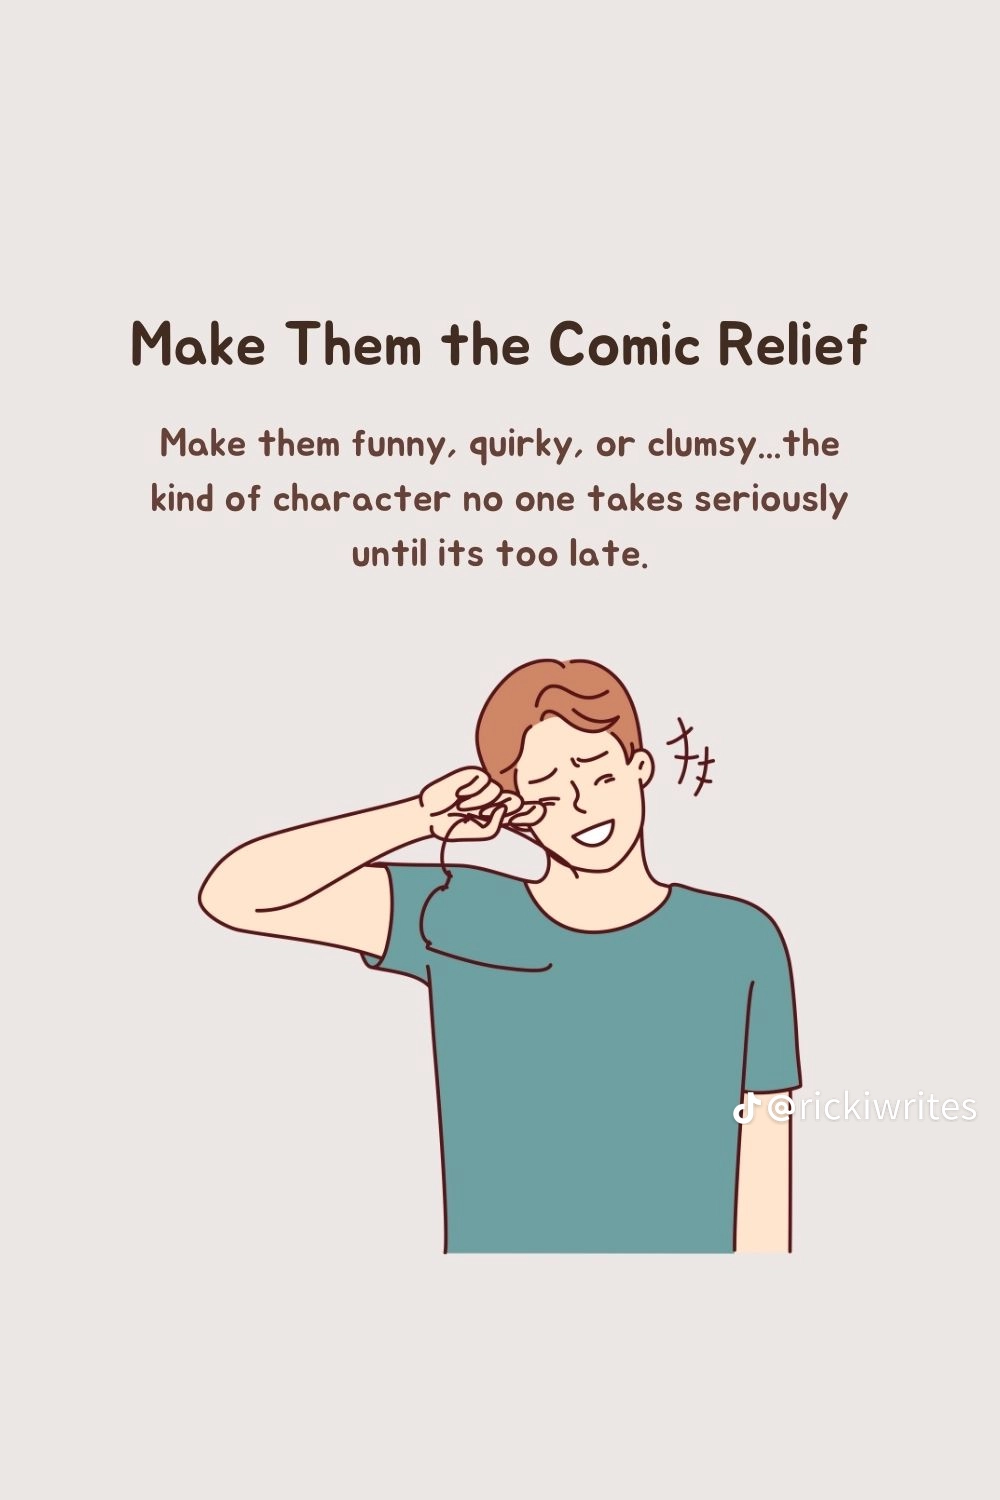 Make Them the Comic Relief
Make them funny, quirky, or clumsy...the
kind of character no one takes seriously
until its too late.
@rickiwrites